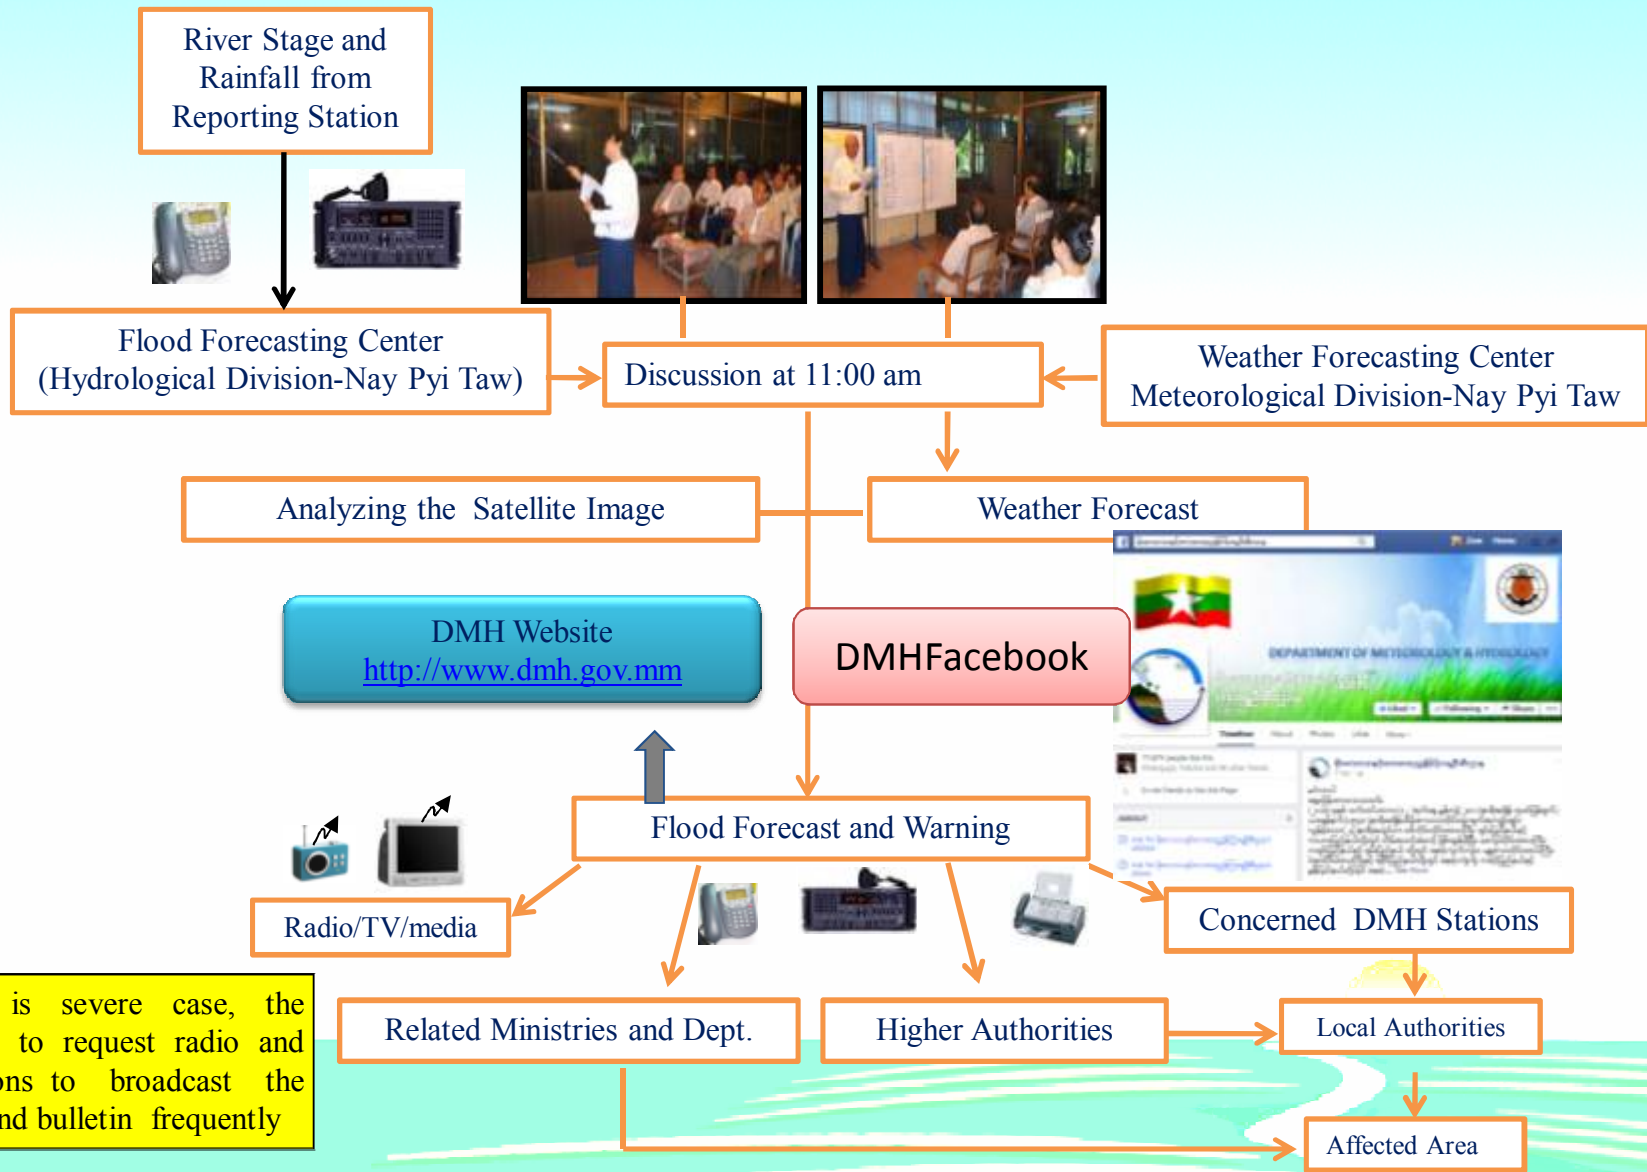 River Stage and
Rainfall from
Reporting Station
Flood Forecasting Center
(Hydrological Division-Nay Pyi Taw)
Discussion at 11:00 am
Weather Forecasting Center
Meteorological Division-Nay Pyi Taw
Analyzing the Satellite Image
Weather Forecast
DMH Website
http://www.dmh.gov.mm
DMHFacebook
DEPARTMENT OF METEOROLOGY & HYDROLOGY
Timeline About Photos
Flood Forecast and Warning
Radio/TV/media
Concerned DMH Stations
is severe case, the
to request radio and
ons to broadcast the
nd bulletin frequently
Related Ministries and Dept.
Higher Authorities
Local Authorities
Affected Area